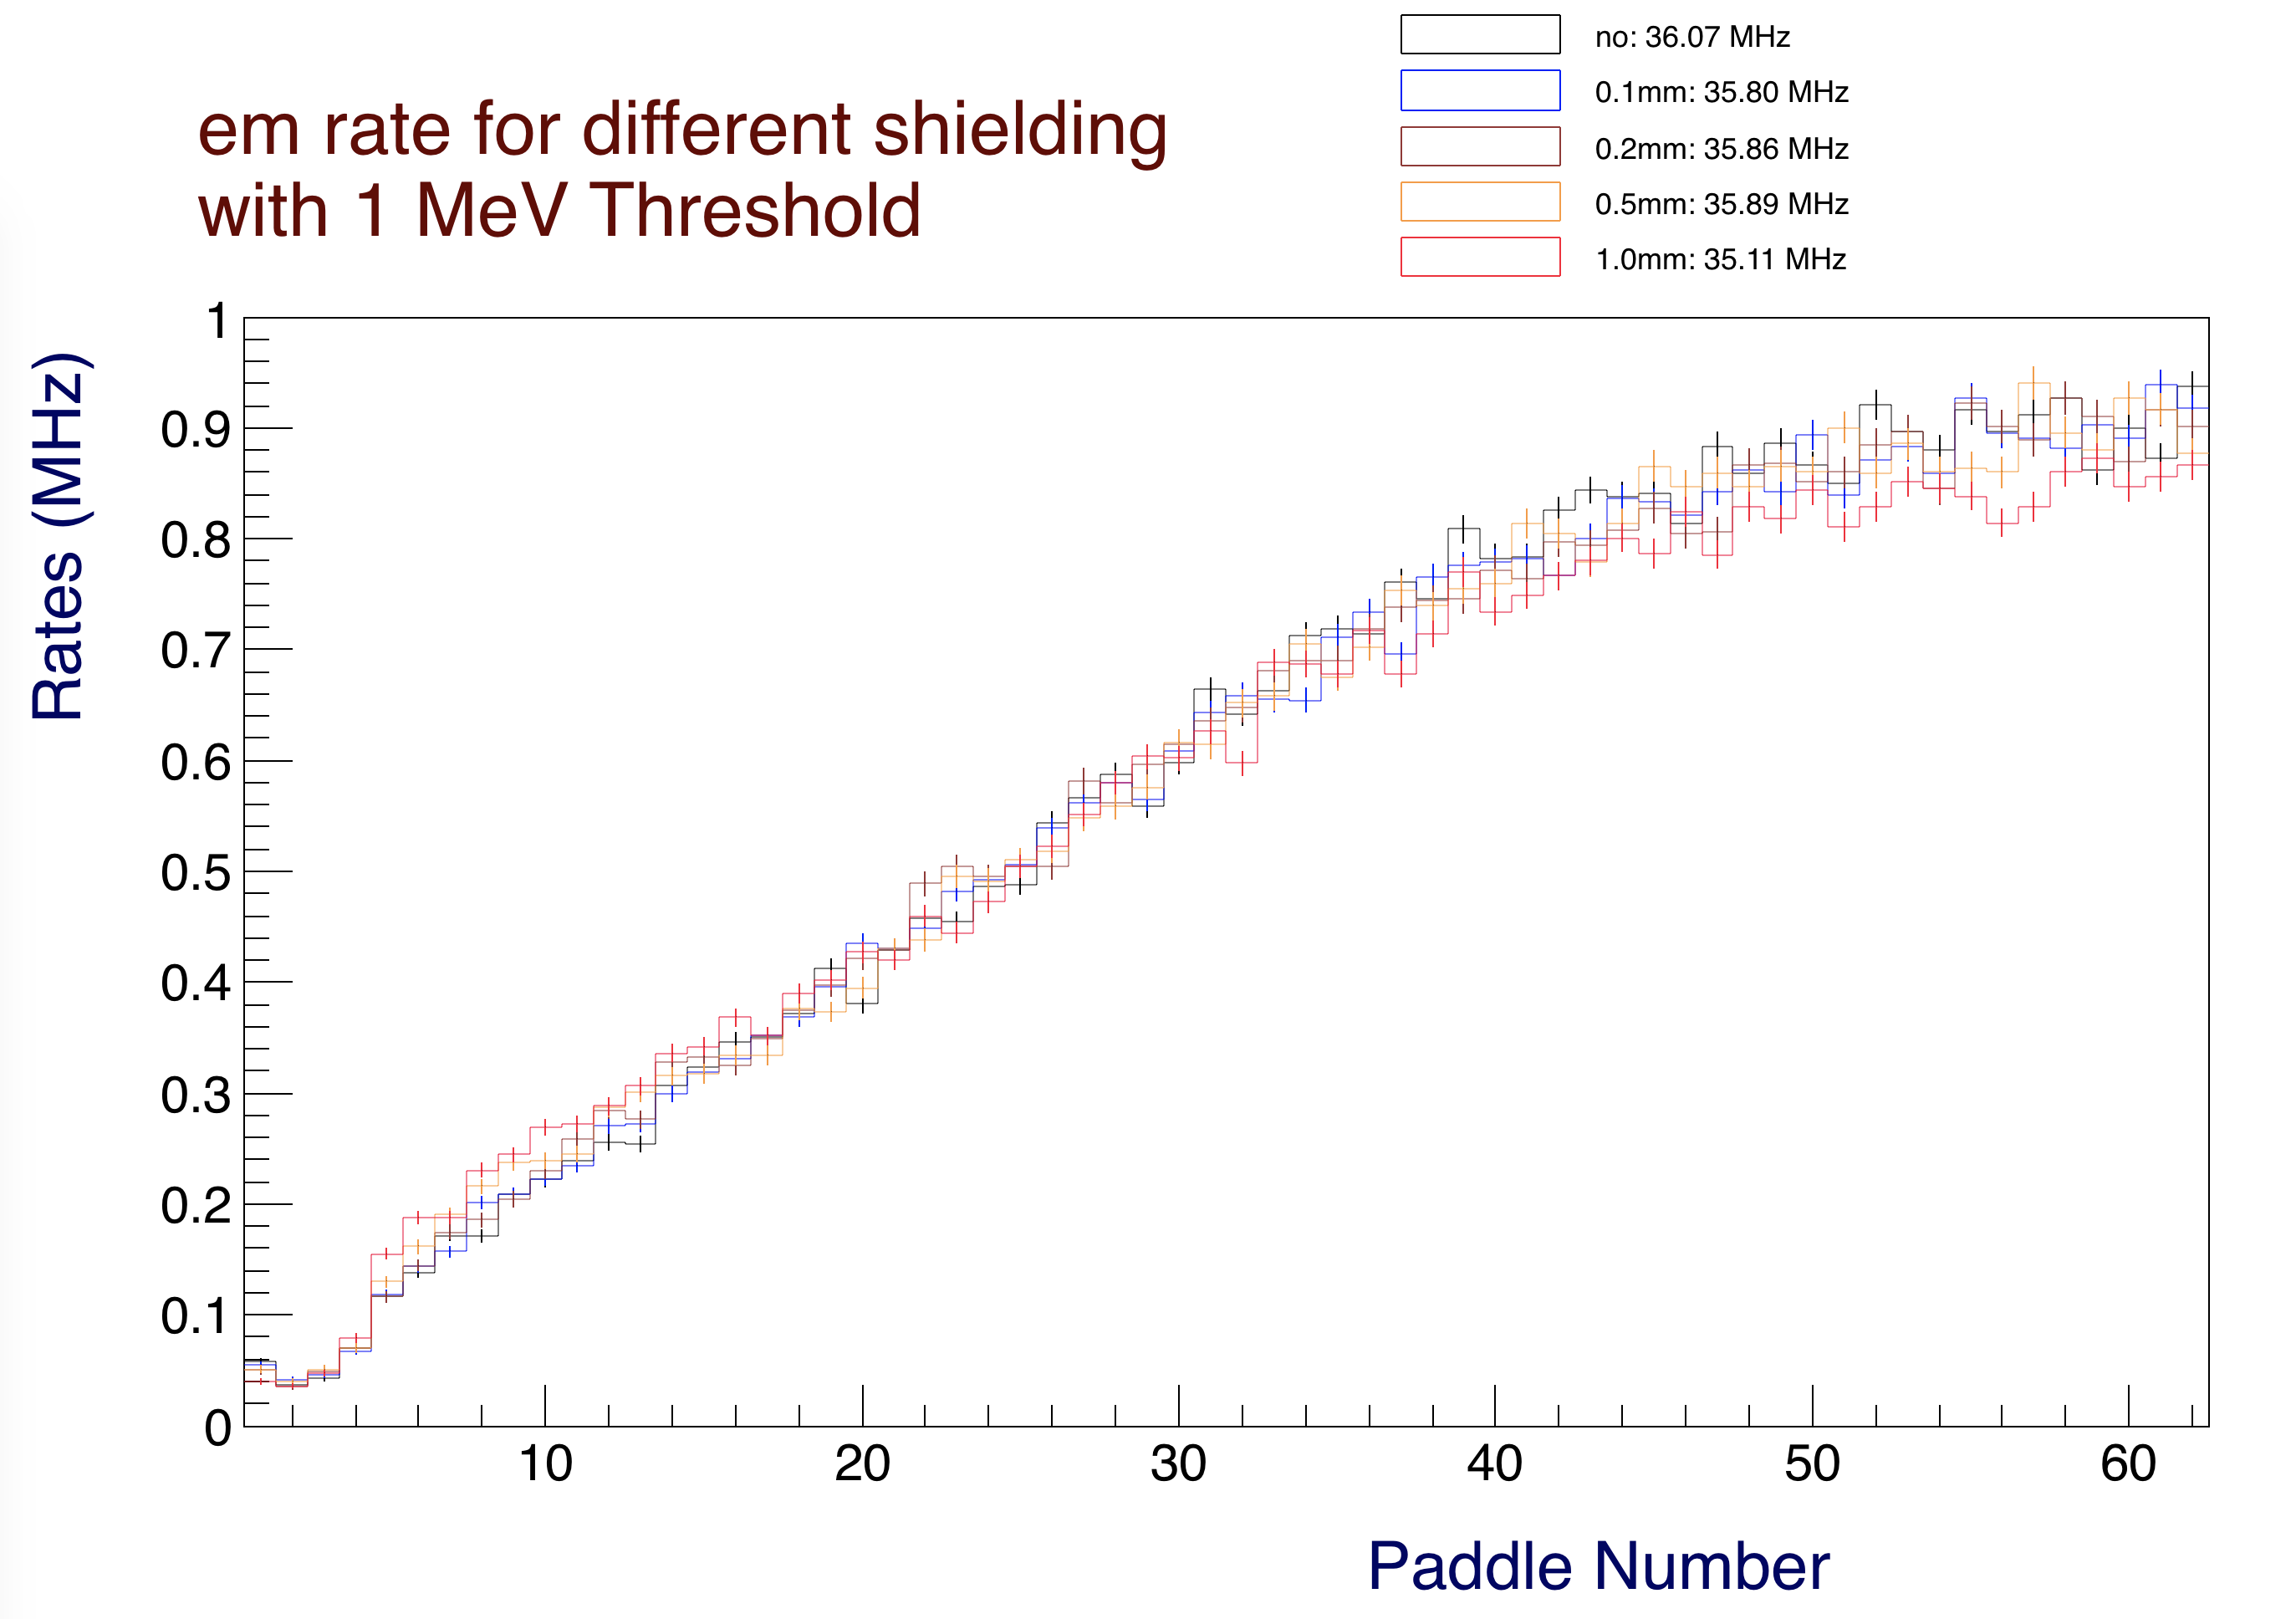 no: 36.07 MHz
0.1mm: 35.80 MHz
0.2mm: 35.86 MHz
0.5mm: 35.89 MHz
1.0mm: 35.11 MHz
em rate for different shielding
with 1 MeV Threshold
Rates (MHz)
1
0.9
0.8
0.7
0.6
0.5
0.4
0.3
0.2
0.1
0
10 20 30 40 50 60
Paddle Number